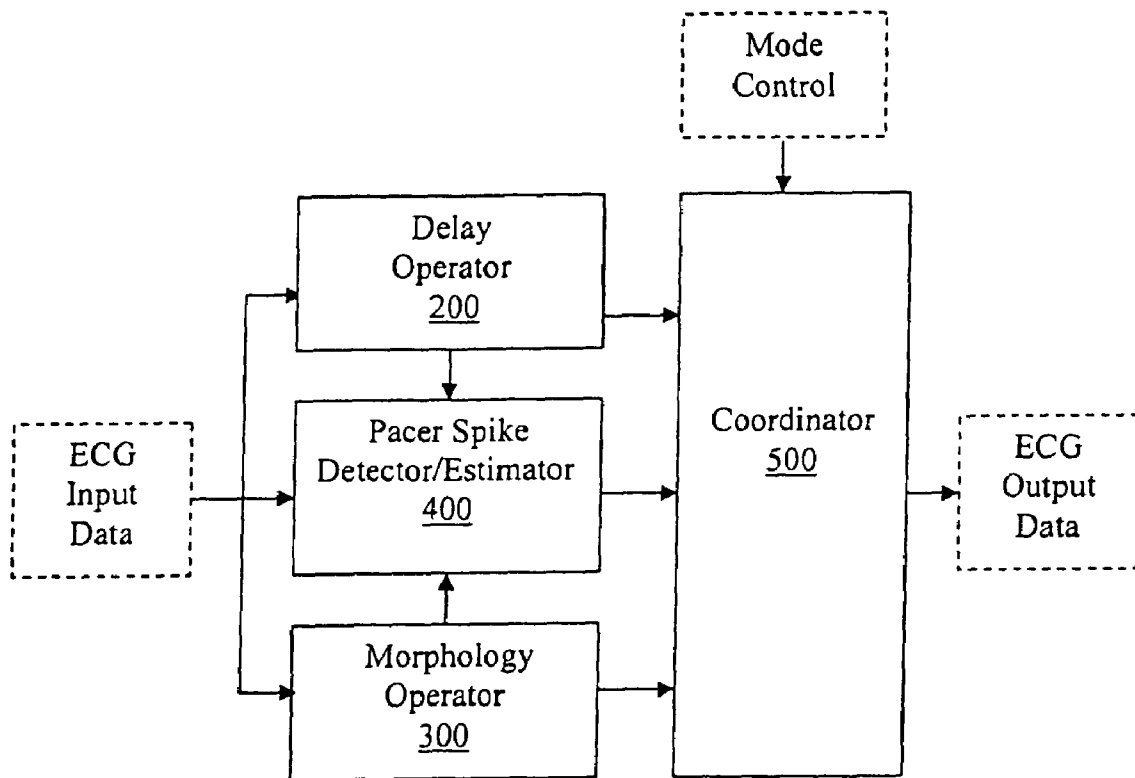 Mode
Control
Delay
Operator
200
Pacer Spike
Detector/Estimator
400
Morphology
Operator
300
ECG
Input
Data
Coordinator
500
ECG
Output
Data